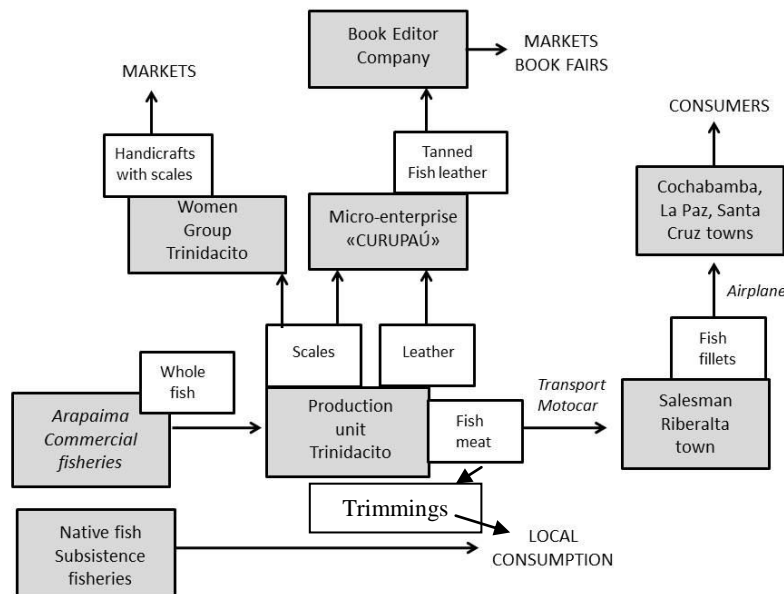 Book Editor
Company
MARKETS
BOOK FAIRS
MARKETS
CONSUMERS
Handicrafts
with scales
Tanned
Fish leather
Women
Group
Trinidacito
Micro-enterprise
«CURUPAÚ»
Cochabamba,
La Paz, Santa
Cruz towns
Airplane
Scales
Leather
Fish
fillets
Whole
fish
Transport
Motocar
Arapaima
Commercial
fisheries
Production
unit
Trinidacito
Fish
meat
Salesman
Riberalta
town
Trimmings
Native fish
Subsistence
fisheries
LOCAL
CONSUMPTION